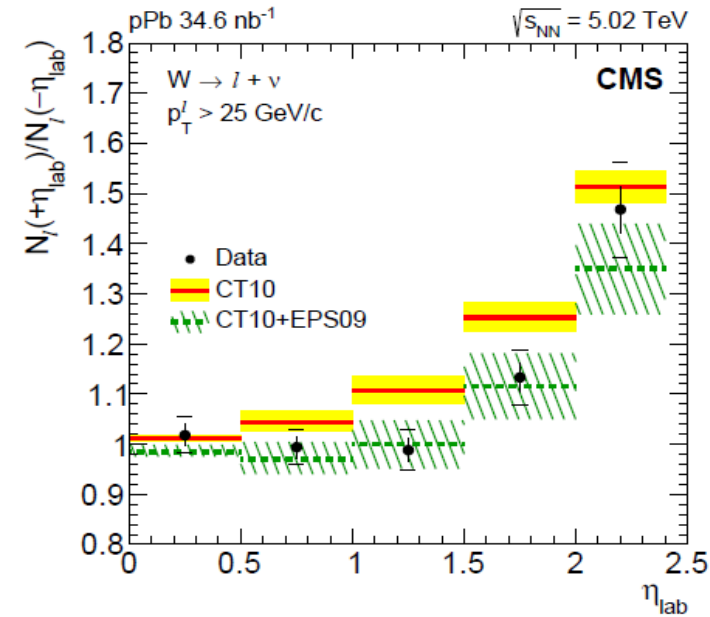 pPb 34.6 nb⁻¹
√s_NN = 5.02 TeV
N_l(+η_lab)/N_l(−η_lab)
1.8
1.7
1.6
1.5
1.4
1.3
1.2
1.1
1
0.9
0.8
W → l + ν
p_T^l > 25 GeV/c
CMS
Data
CT10
CT10+EPS09
0 0.5 1 1.5 2 2.5
η_lab